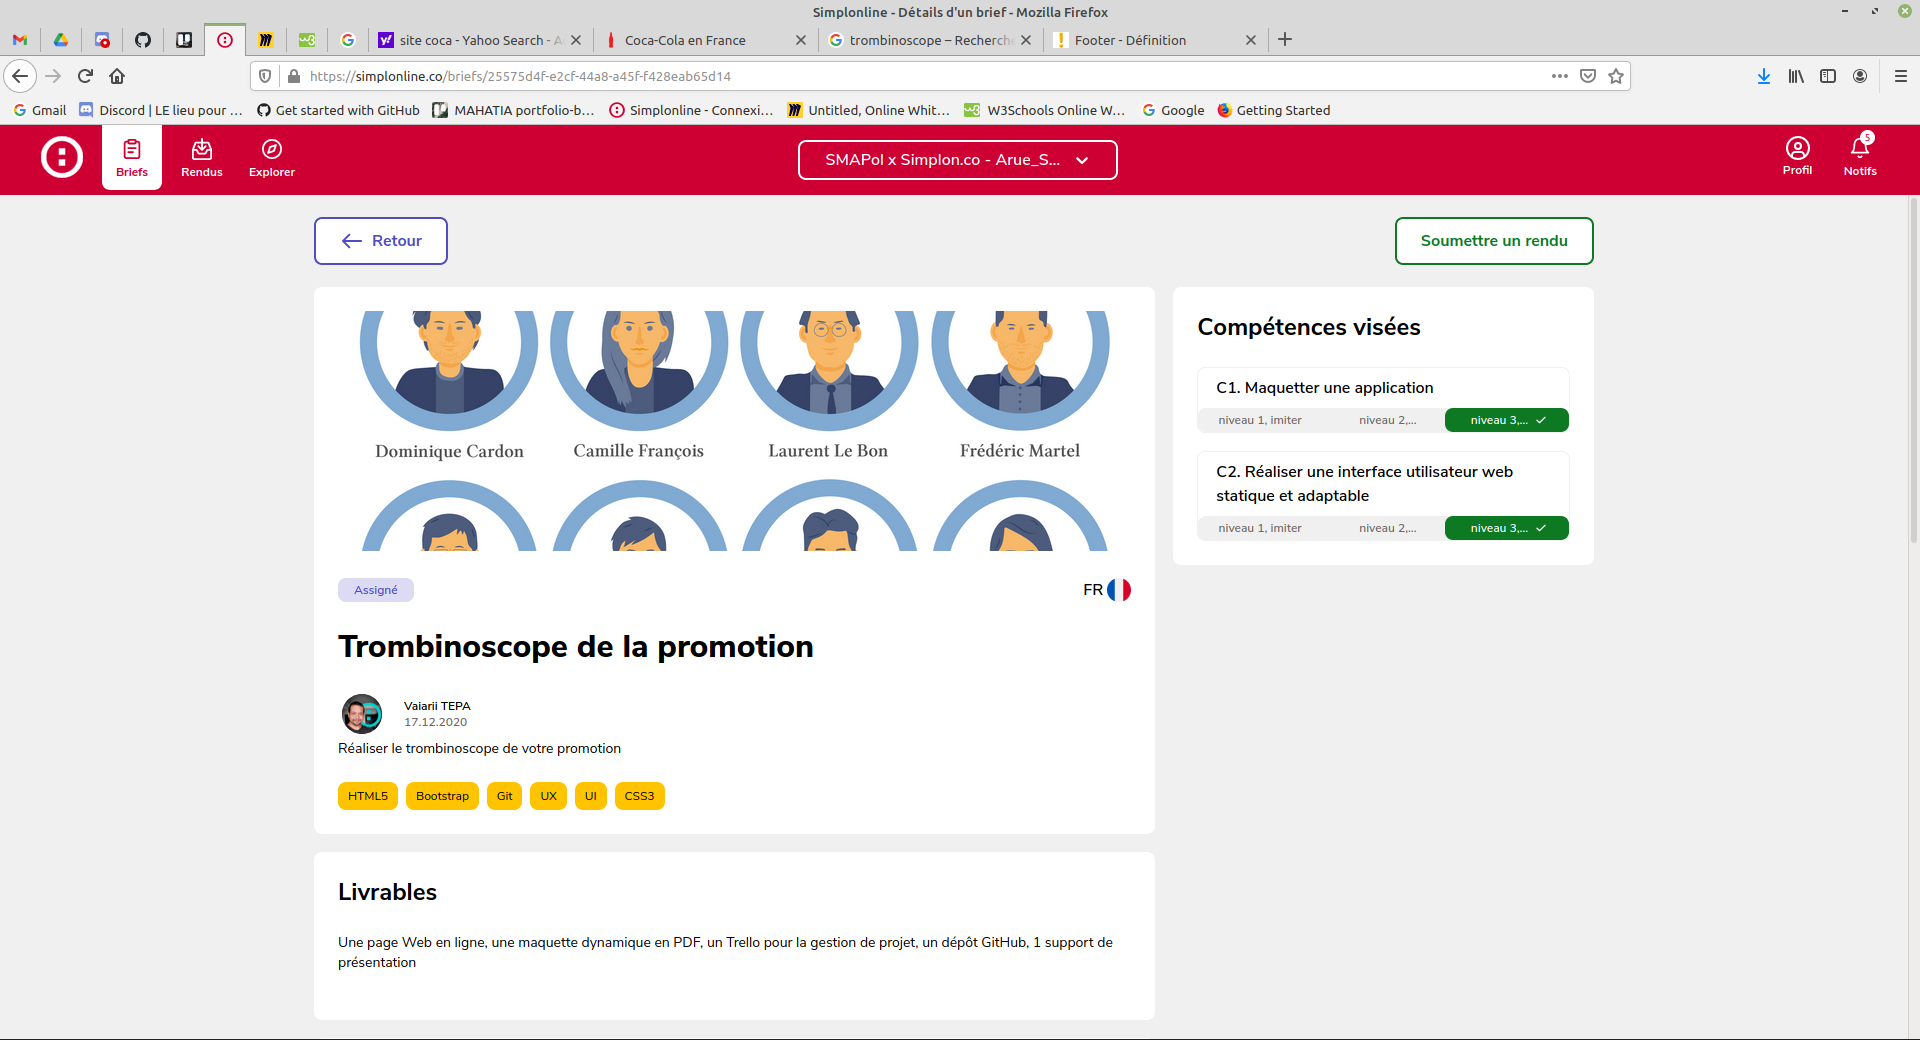 Simplonline - Détails d'un brief - Mozilla Firefox
site coca - Yahoo Search - A
Coca-Cola en France
trombinoscope – Recherch
Footer - Définition
https://simplonline.co/briefs/25575d4f-e2cf-44a8-a45f-f428eab65d14
Gmail
Discord | LE lieu pour ...
Get started with GitHub
MAHATIA portfolio-b...
Simplonline - Connexi...
Untitled, Online Whit...
W3Schools Online W...
Google
Getting Started
Briefs
Rendus
Explorer
SMAPol x Simplon.co - Arue_S...
Profil
5
Notifs
Retour
Soumettre un rendu
Dominique Cardon
Camille François
Laurent Le Bon
Frédéric Martel
Assigné
FR
Trombinoscope de la promotion
Vaiarii TEPA
17.12.2020
Réaliser le trombinoscope de votre promotion
HTML5
Bootstrap
Git
UX
UI
CSS3
Livrables
Une page Web en ligne, une maquette dynamique en PDF, un Trello pour la gestion de projet, un dépôt GitHub, 1 support de
présentation
Compétences visées
C1. Maquetter une application
niveau 1, imiter
niveau 2,...
niveau 3,...
C2. Réaliser une interface utilisateur web
statique et adaptable
niveau 1, imiter
niveau 2,...
niveau 3,...